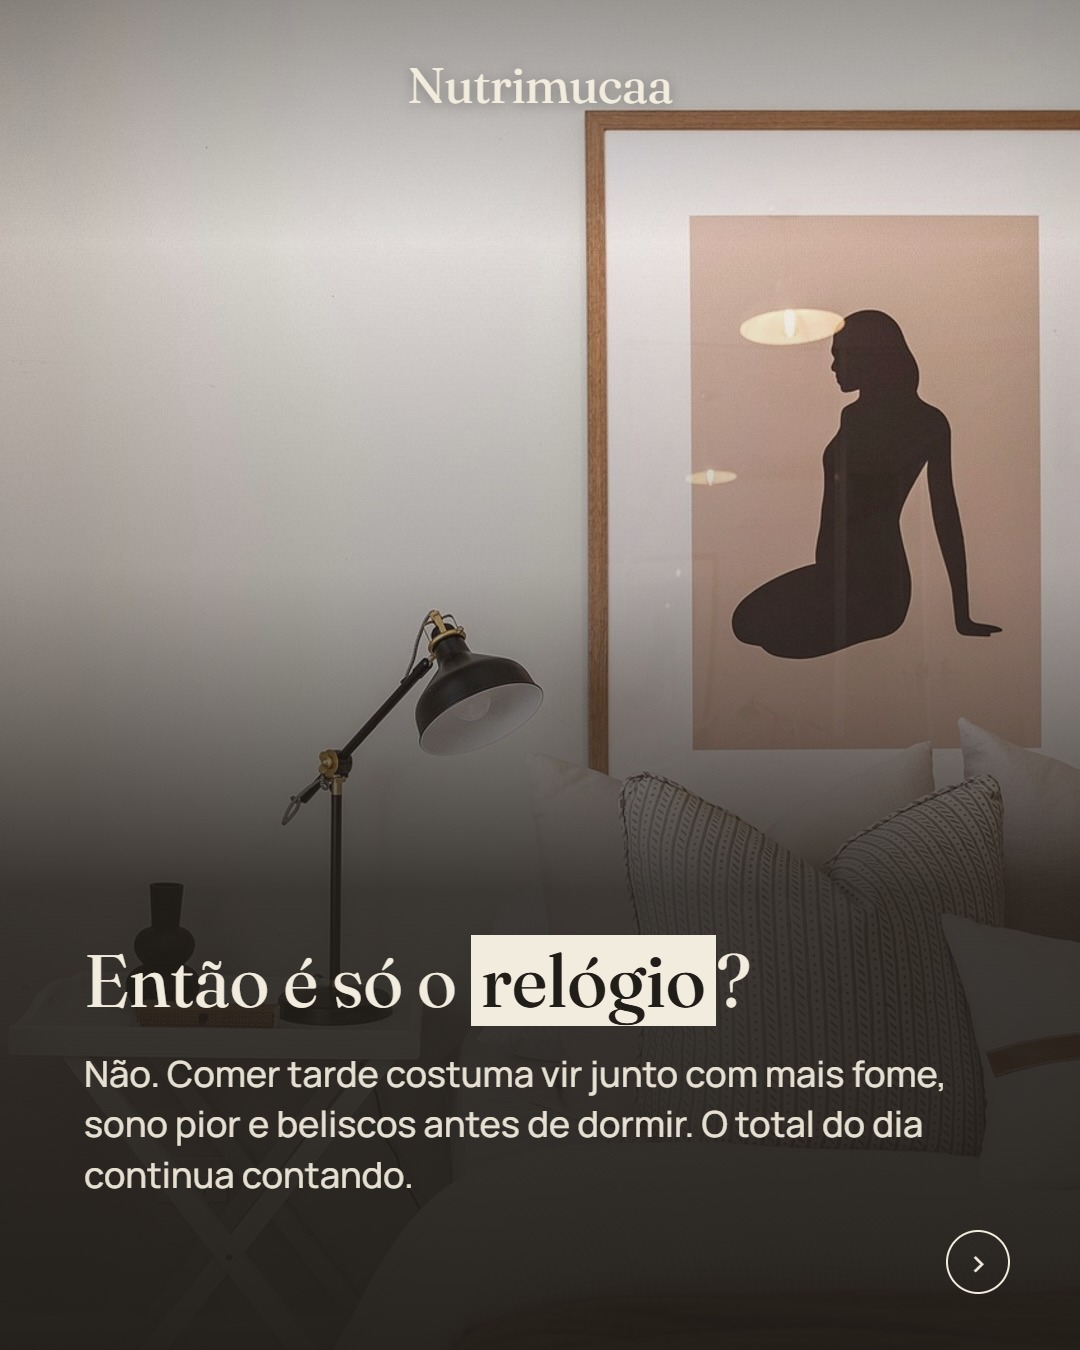 Nutrimucaa
Então é só o relógio?
Não. Comer tarde costuma vir junto com mais fome,
sono pior e beliscos antes de dormir. O total do dia
continua contando.